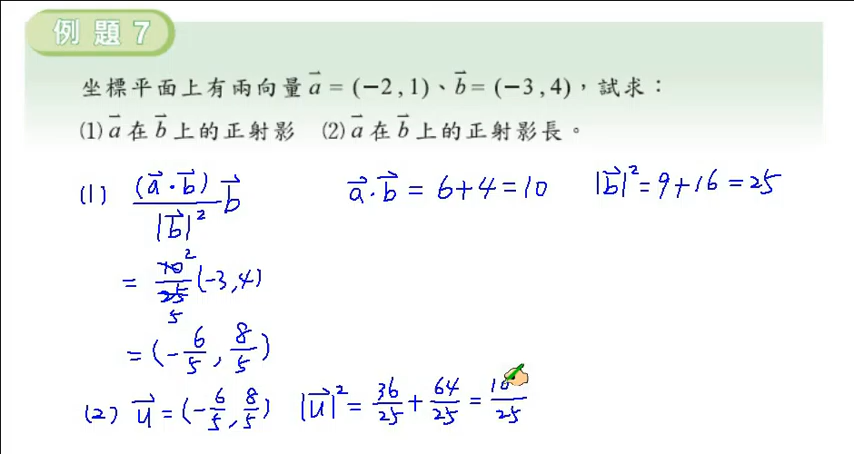 例題7
坐標平面上有兩向量 a⃗ = (−2 , 1)、b⃗ = (−3 , 4),試求:
(1) a⃗ 在 b⃗ 上的正射影 (2) a⃗ 在 b⃗ 上的正射影長。
(1) (a⃗·b⃗)/|b⃗|² b⃗ a⃗·b⃗ = 6+4 = 10 |b⃗|² = 9+16 = 25
= 10/25 (-3,4) 2 5
= (-6/5, 8/5)
(2) u⃗ = (-6/5, 8/5) |u⃗|² = 36/25 + 64/25 = 10/25